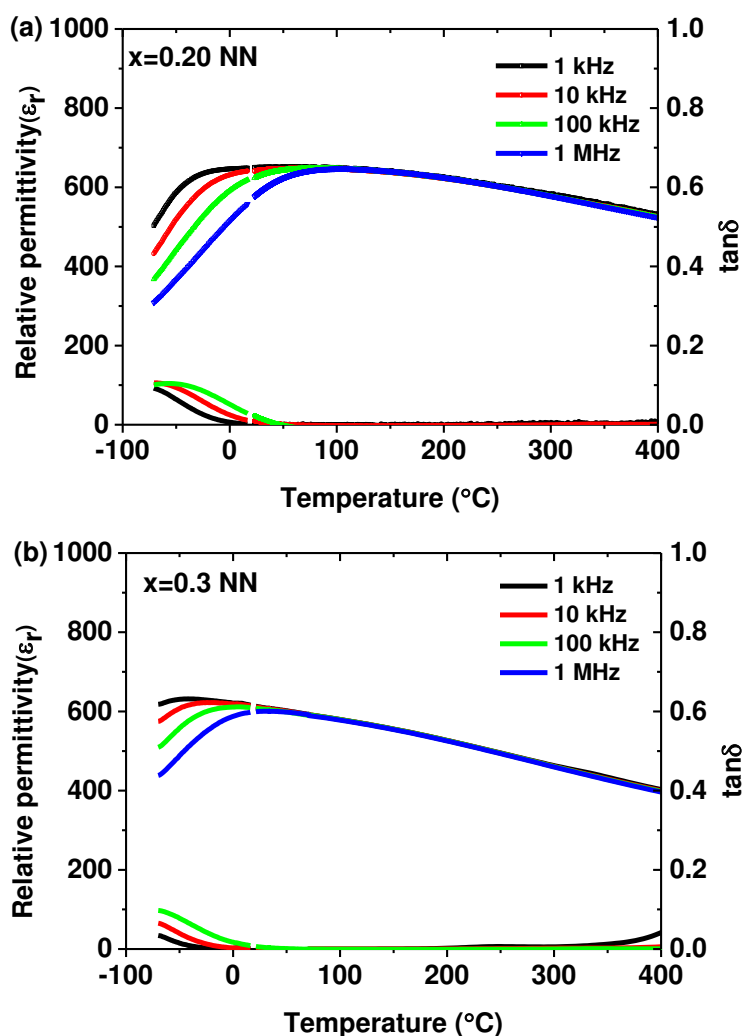 (a)
x=0.20 NN
1 kHz
10 kHz
100 kHz
1 MHz
1000
800
600
400
200
0
Relative permittivity(εr)
1.0
0.8
0.6
0.4
0.2
0.0
tanδ
-100 0 100 200 300 400
Temperature (°C)
(b)
x=0.3 NN
1 kHz
10 kHz
100 kHz
1 MHz
1000
800
600
400
200
0
Relative permittivity(εr)
1.0
0.8
0.6
0.4
0.2
0.0
tanδ
-100 0 100 200 300 400
Temperature (°C)